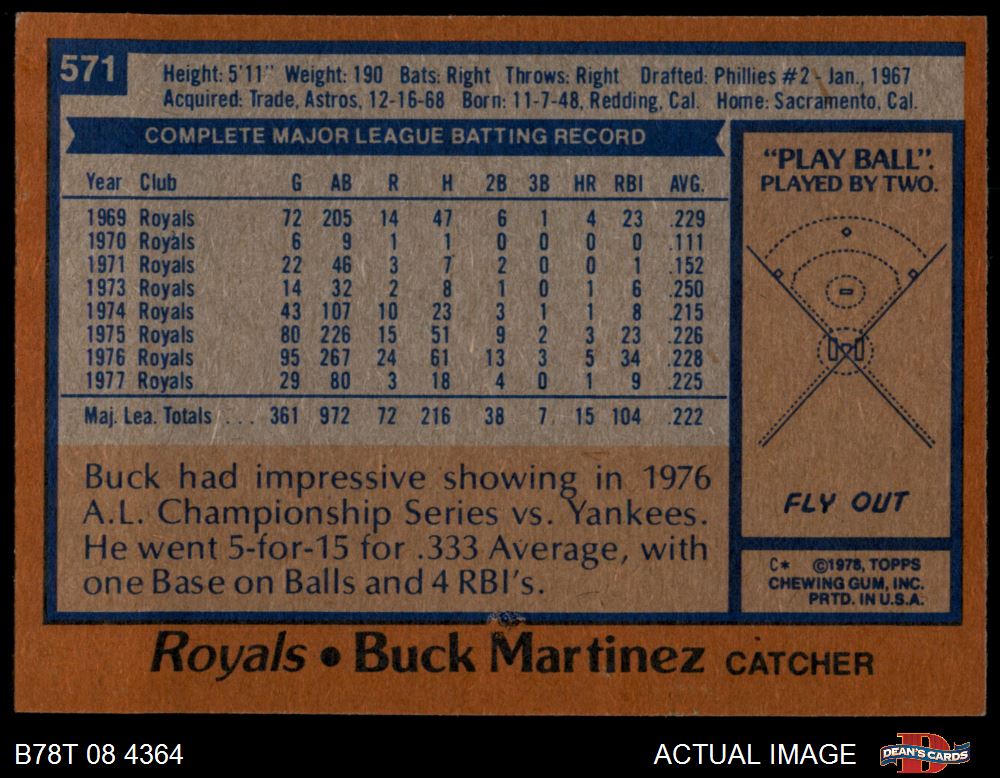 571
Height: 5'11" Weight: 190 Bats: Right Throws: Right Drafted: Phillies #2 - Jan., 1967
Acquired: Trade, Astros, 12-16-68 Born: 11-7-48, Redding, Cal. Home: Sacramento, Cal.
COMPLETE MAJOR LEAGUE BATTING RECORD
Year Club G AB R H 2B 3B HR RBI AVG.
1969 Royals 72 205 14 47 6 1 4 23 .229
1970 Royals 6 9 1 1 0 0 0 0 .111
1971 Royals 22 46 3 7 2 0 0 1 .152
1973 Royals 14 32 2 8 1 0 1 6 .250
1974 Royals 43 107 10 23 3 1 1 8 .215
1975 Royals 80 226 15 51 9 2 3 23 .226
1976 Royals 95 267 24 61 13 3 5 34 .228
1977 Royals 29 80 3 18 4 0 1 9 .225
Maj. Lea. Totals . . . 361 972 72 216 38 7 15 104 .222
Buck had impressive showing in 1976
A.L. Championship Series vs. Yankees.
He went 5-for-15 for .333 Average, with
one Base on Balls and 4 RBI's.
"PLAY BALL".
PLAYED BY TWO.
FLY OUT
C* ©1978, TOPPS
CHEWING GUM, INC.
PRTD. IN U.S.A.
Royals • Buck Martinez CATCHER
B78T 08 4364
ACTUAL IMAGE
DEAN'S CARDS